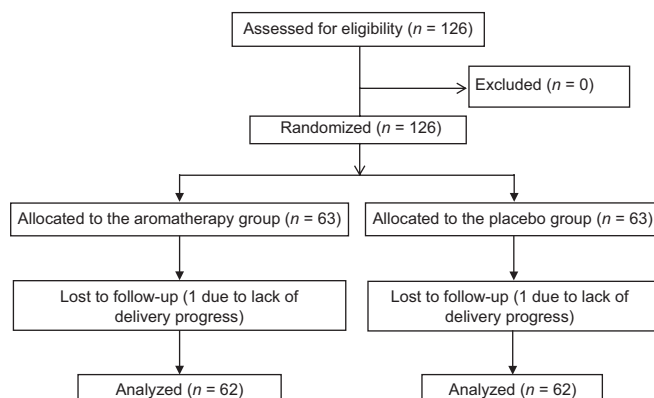 Assessed for eligibility (n = 126)
Excluded (n = 0)
Randomized (n = 126)
Allocated to the aromatherapy group (n = 63)
Allocated to the placebo group (n = 63)
Lost to follow-up (1 due to lack of
delivery progress)
Lost to follow-up (1 due to lack of
delivery progress)
Analyzed (n = 62)
Analyzed (n = 62)